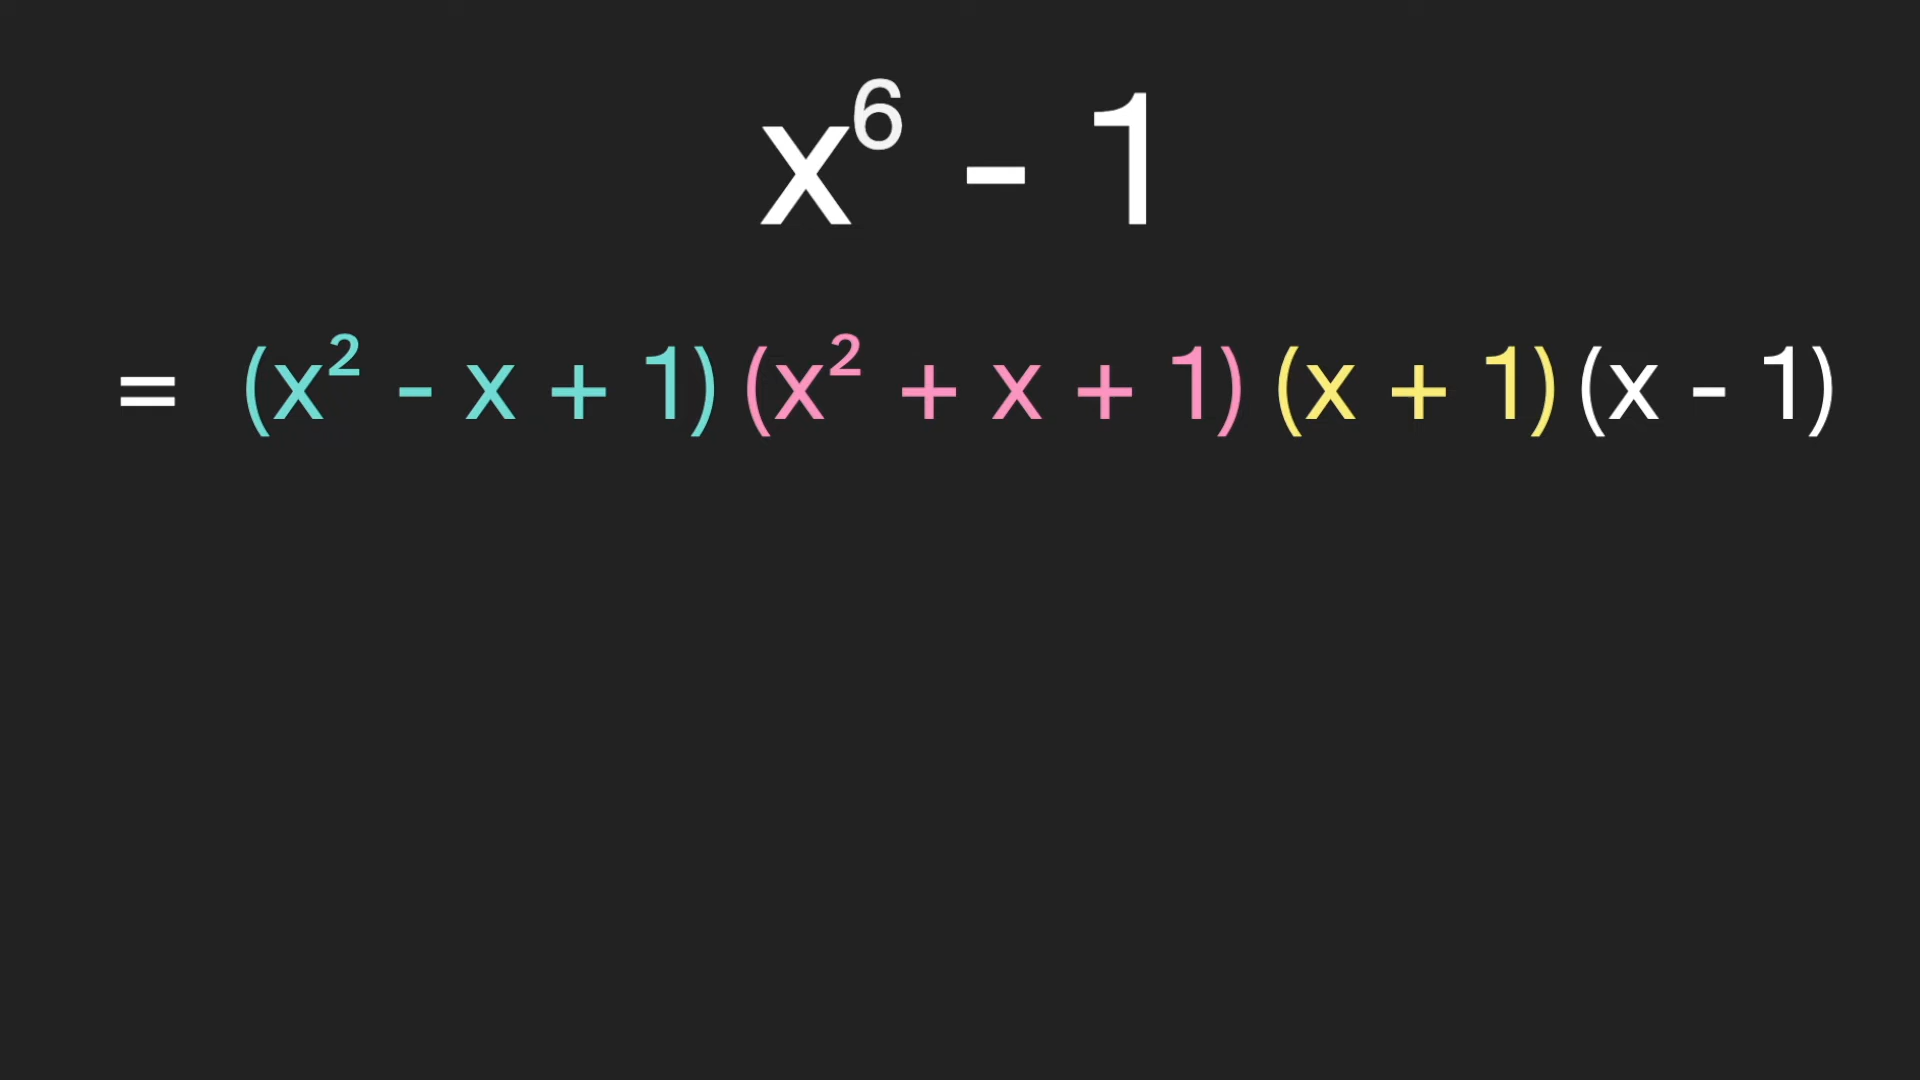 x⁶ - 1
= (x² - x + 1) (x² + x + 1) (x + 1) (x - 1)